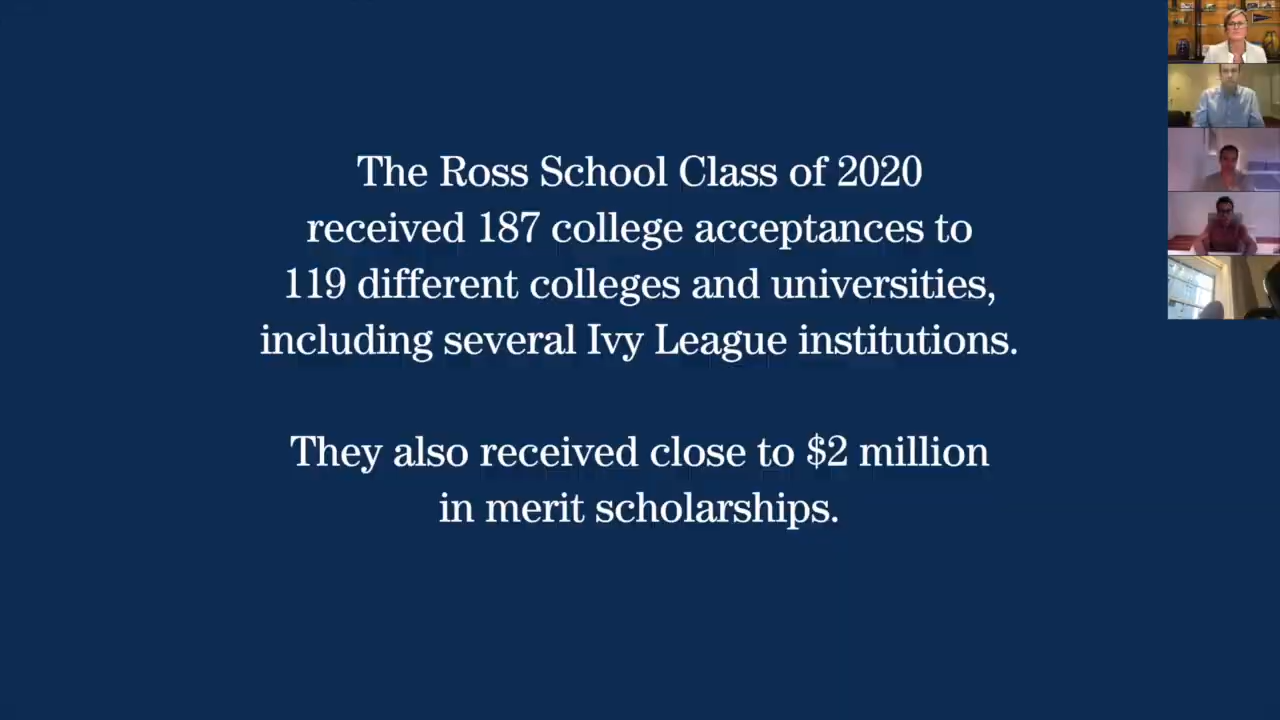 The Ross School Class of 2020
received 187 college acceptances to
119 different colleges and universities,
including several Ivy League institutions.
They also received close to $2 million
in merit scholarships.